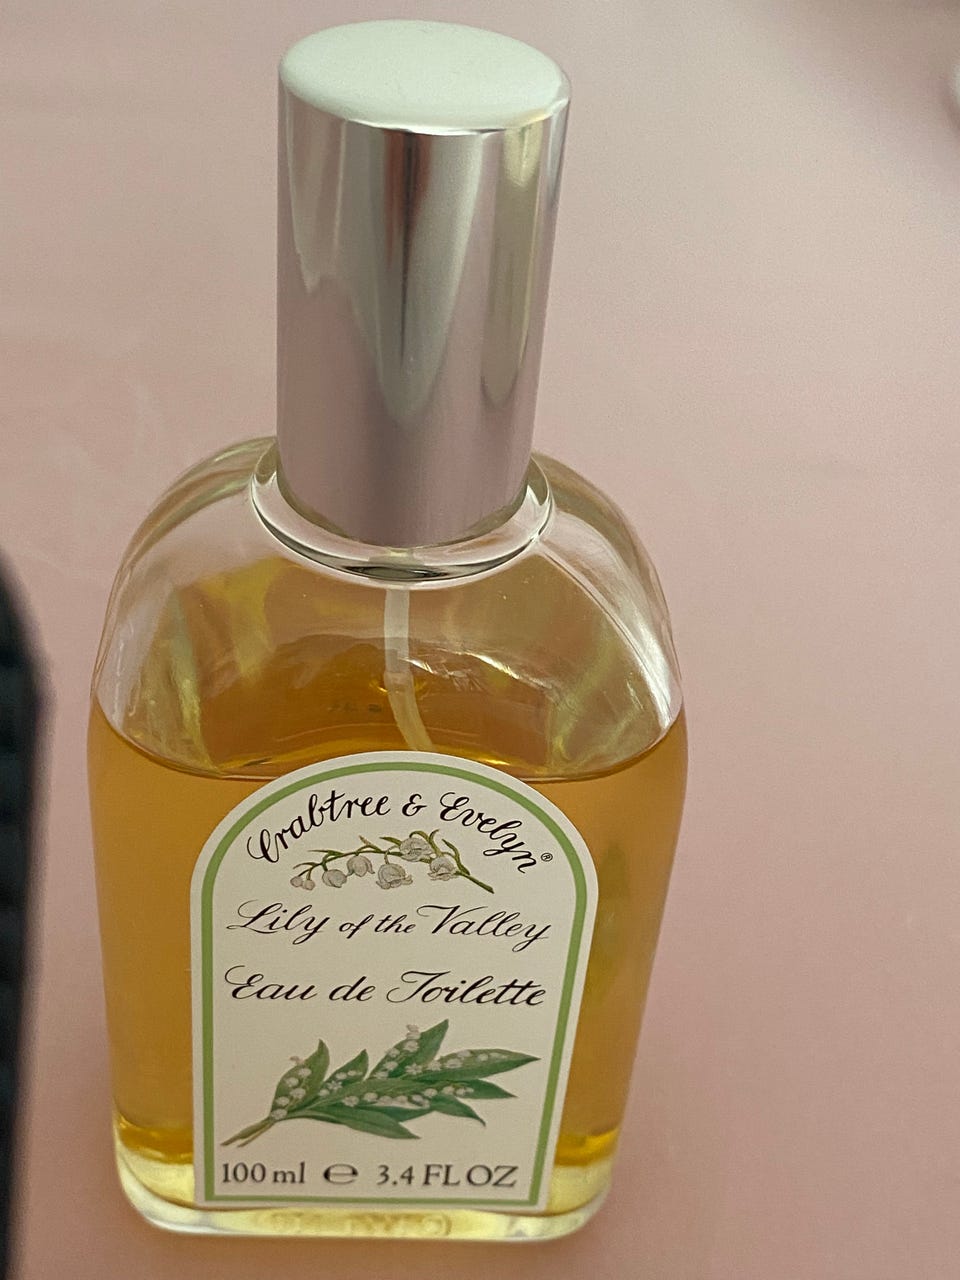 Crabtree & Evelyn®
Lily of the Valley
Eau de Toilette
100 ml ℮ 3.4 FL OZ